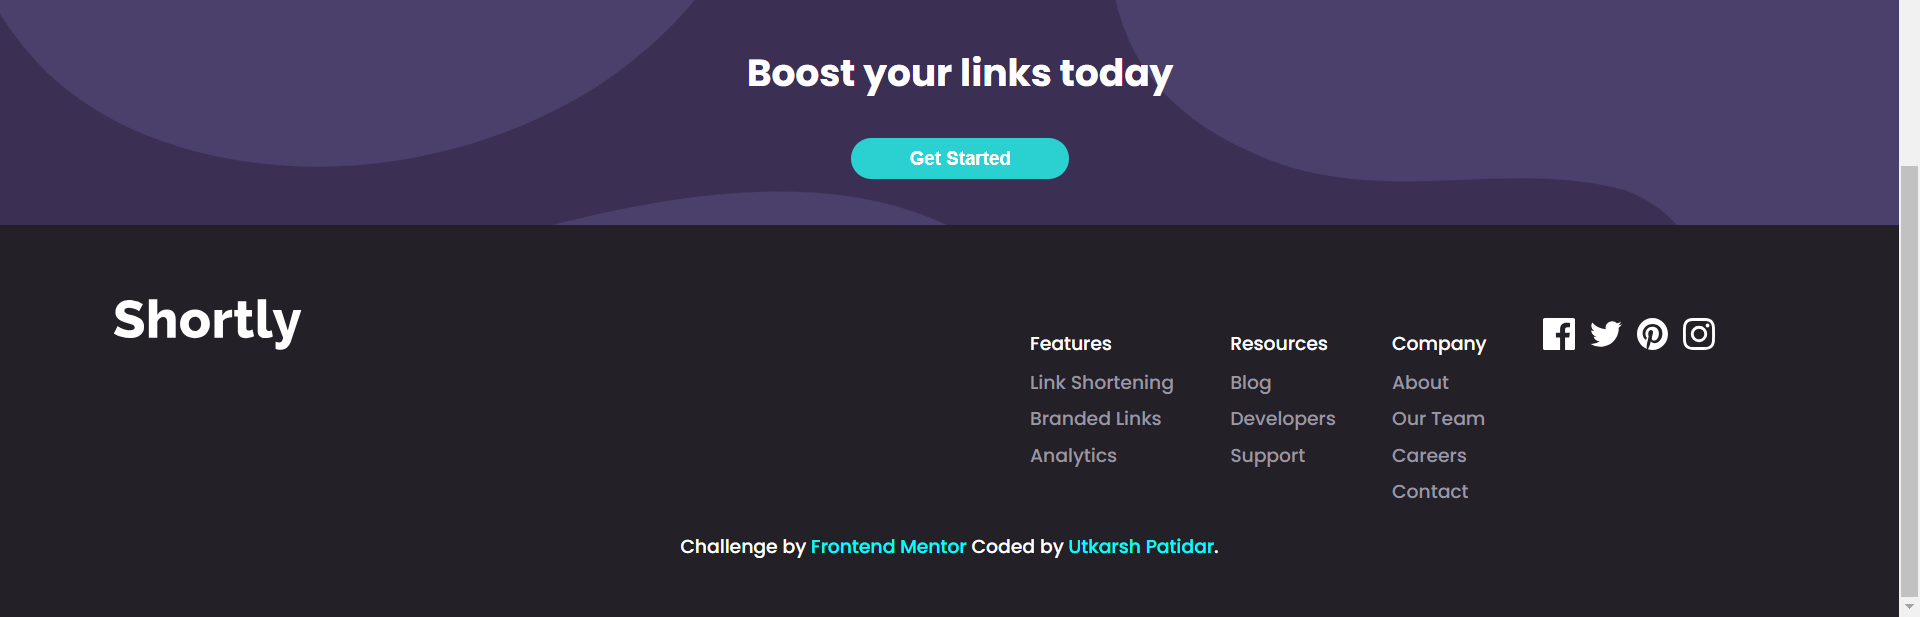 Boost your links today
Get Started
Shortly
Features
Link Shortening
Branded Links
Analytics
Resources
Blog
Developers
Support
Company
About
Our Team
Careers
Contact
Challenge by Frontend Mentor Coded by Utkarsh Patidar.